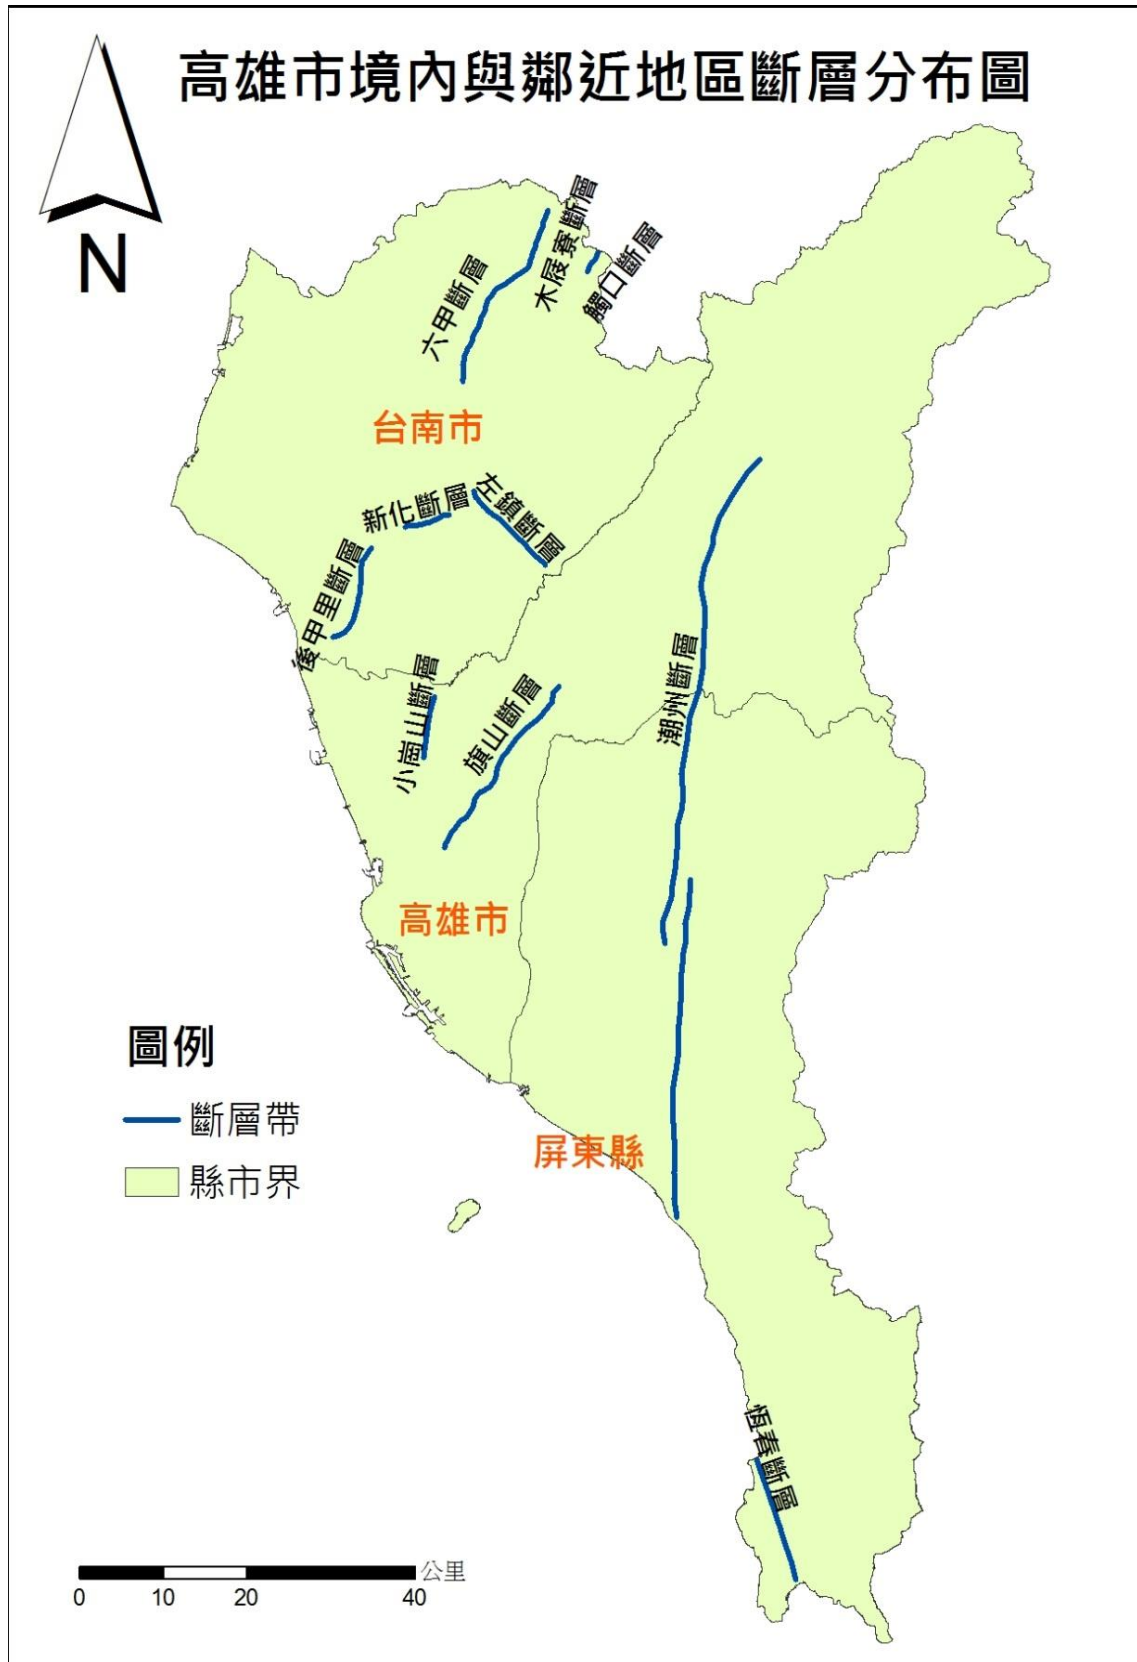 高雄市境內與鄰近地區斷層分布圖
N
木屐寮斷層
觸口斷層
六甲斷層
台南市
新化斷層
左鎮斷層
後甲里斷層
小崗山斷層
旗山斷層
潮州斷層
高雄市
屏東縣
圖例
斷層帶
縣市界
恆春斷層
公里
0 10 20 40